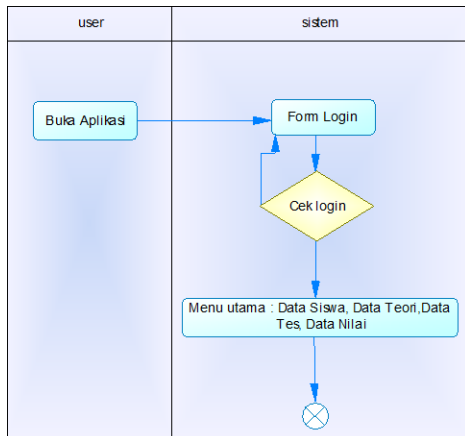 user
sistem
Buka Aplikasi
Form Login
Cek login
Menu utama : Data Siswa, Data Teori,Data
Tes, Data Nilai